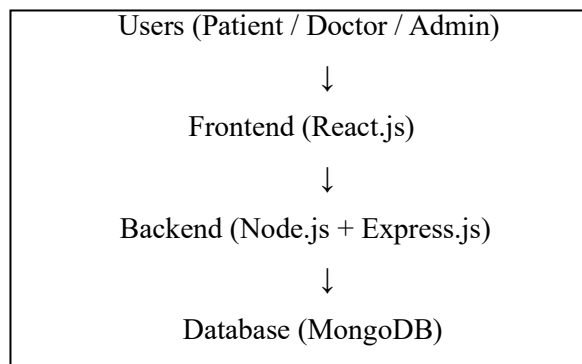 Users (Patient / Doctor / Admin)
↓
Frontend (React.js)
↓
Backend (Node.js + Express.js)
↓
Database (MongoDB)